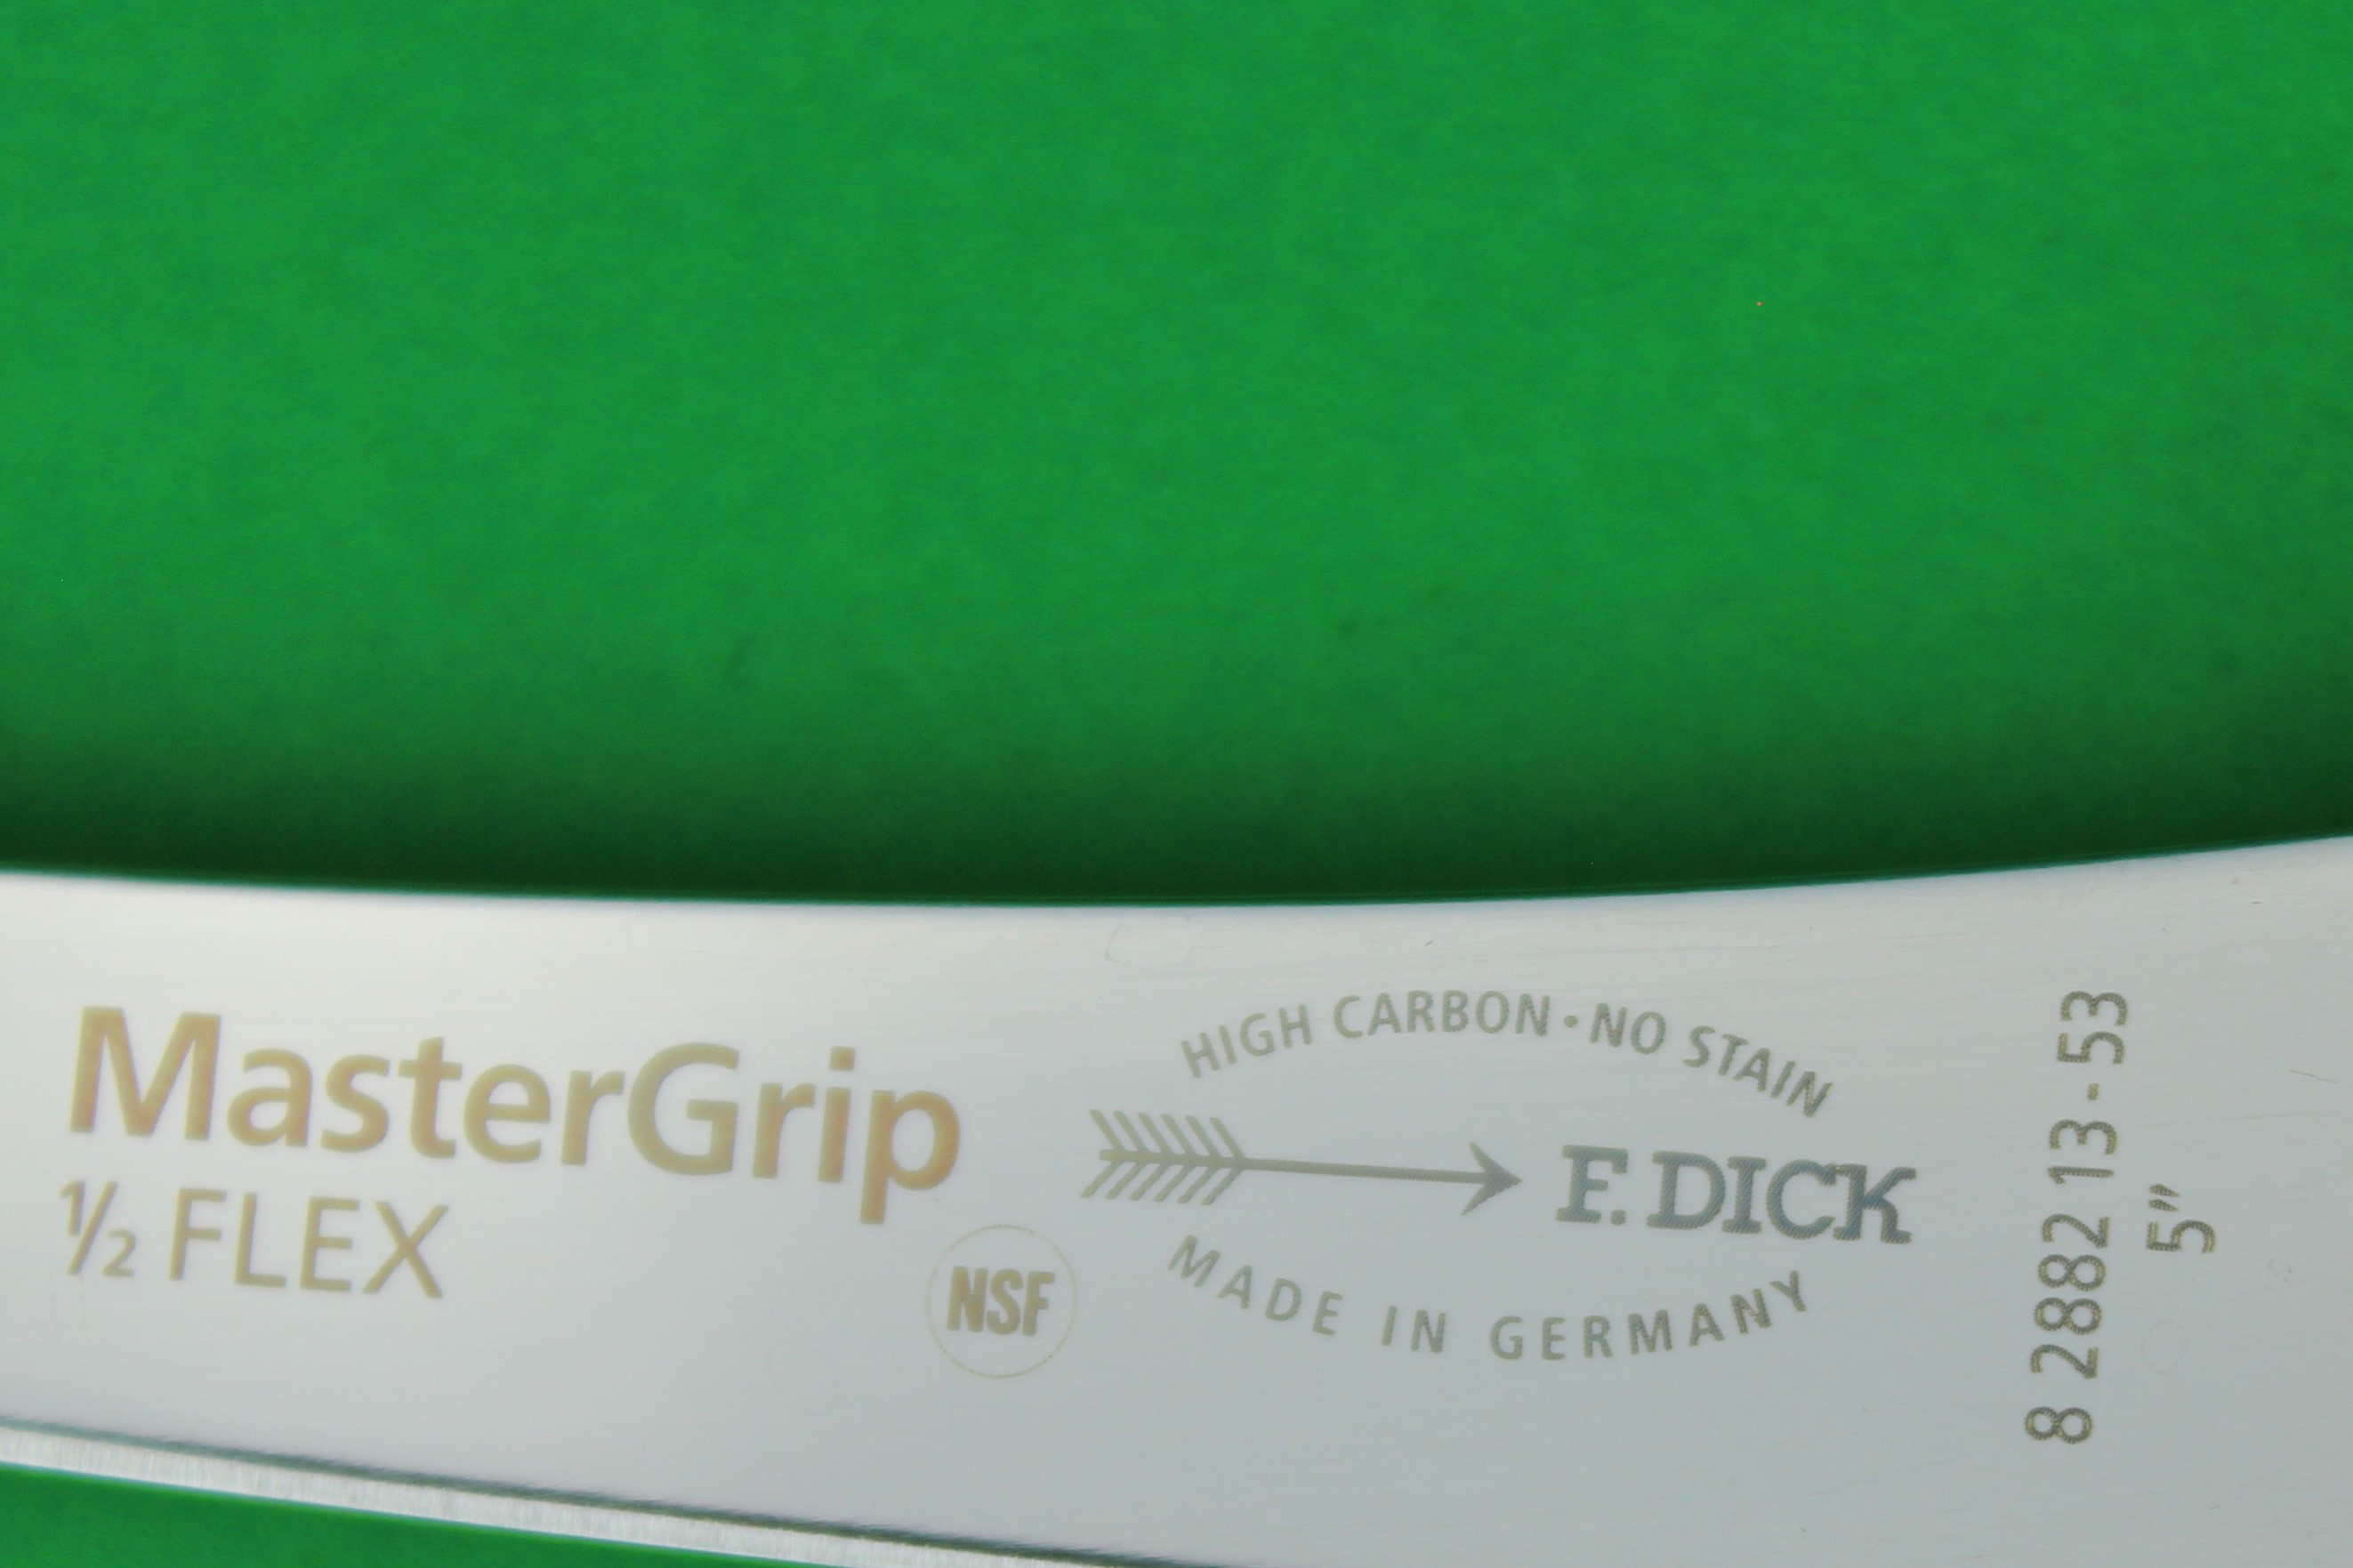 MasterGrip
½ FLEX
NSF
HIGH CARBON·NO STAIN
F. DICK
MADE IN GERMANY
8 2882 13-53
5"